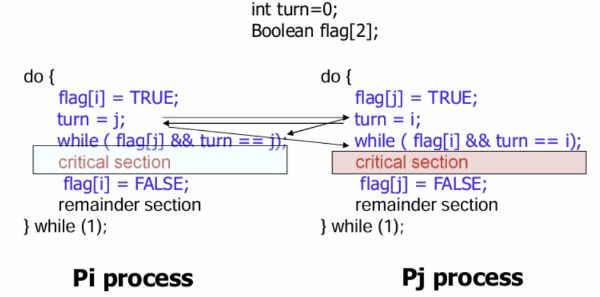 int turn=0;
Boolean flag[2];
do {
flag[i] = TRUE;
turn = j;
while ( flag[j] && turn == j);
critical section
flag[i] = FALSE;
remainder section
} while (1);
Pi process
do {
flag[j] = TRUE;
turn = i;
while ( flag[i] && turn == i);
critical section
flag[j] = FALSE;
remainder section
} while (1);
Pj process